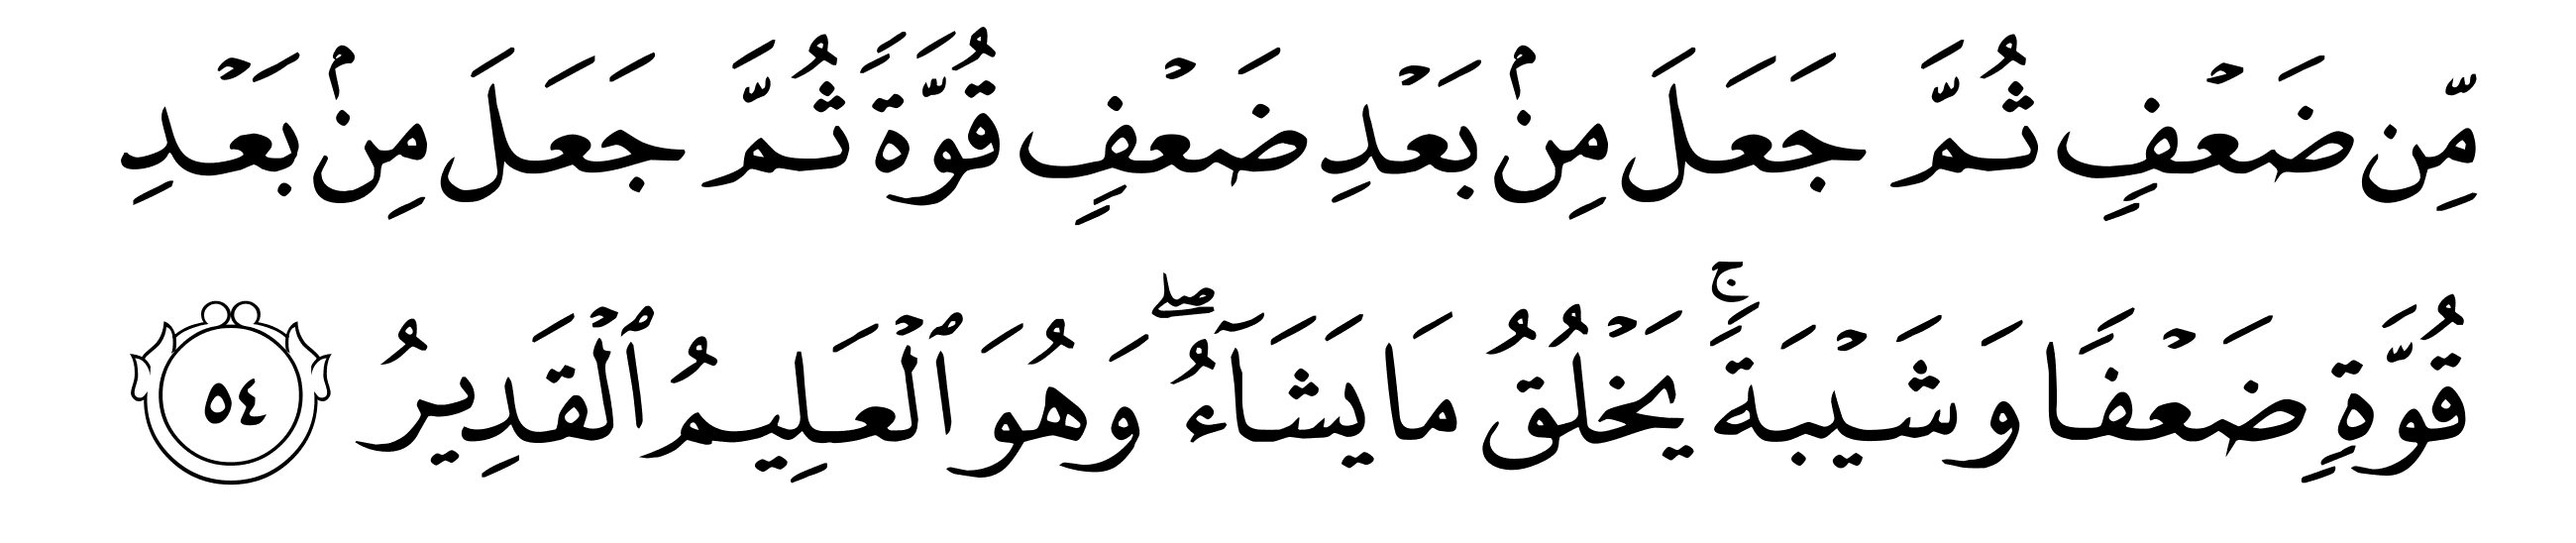 مِّن ضَعۡفٖ ثُمَّ جَعَلَ مِنۢ بَعۡدِ ضَعۡفٖ قُوَّةٗ ثُمَّ جَعَلَ مِنۢ بَعۡدِ
قُوَّةٖ ضَعۡفٗا وَشَيۡبَةٗۚ يَخۡلُقُ مَا يَشَآءُۖ وَهُوَ ٱلۡعَلِيمُ ٱلۡقَدِيرُ ٥٤